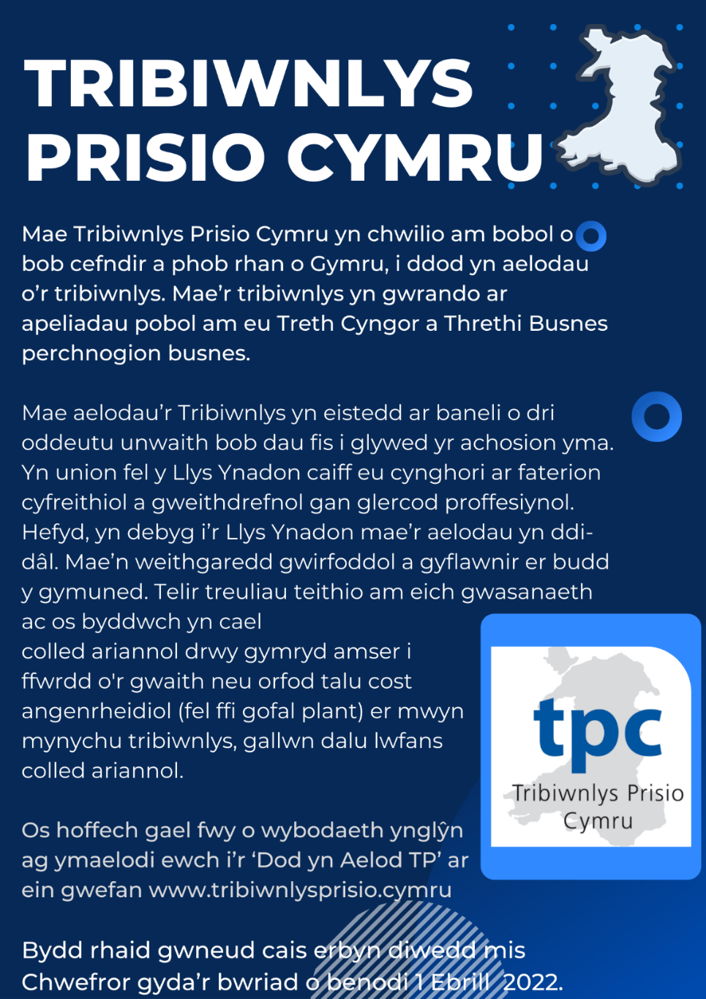 TRIBIWNLYS
PRISIO CYMRU
Mae Tribiwnlys Prisio Cymru yn chwilio am bobol o
bob cefndir a phob rhan o Gymru, i ddod yn aelodau
o’r tribiwnlys. Mae’r tribiwnlys yn gwrando ar
apeliadau pobol am eu Treth Cyngor a Threthi Busnes
perchnogion busnes.
Mae aelodau’r Tribiwnlys yn eistedd ar baneli o dri
oddeutu unwaith bob dau fis i glywed yr achosion yma.
Yn union fel y Llys Ynadon caiff eu cynghori ar faterion
cyfreithiol a gweithdrefnol gan glercod proffesiynol.
Hefyd, yn debyg i’r Llys Ynadon mae’r aelodau yn ddi-
dâl. Mae’n weithgaredd gwirfoddol a gyflawnir er budd
y gymuned. Telir treuliau teithio am eich gwasanaeth
ac os byddwch yn cael
colled ariannol drwy gymryd amser i
ffwrdd o'r gwaith neu orfod talu cost
angenrheidiol (fel ffi gofal plant) er mwyn
mynychu tribiwnlys, gallwn dalu lwfans
colled ariannol.
tpc
Tribiwnlys Prisio
Cymru
Os hoffech gael fwy o wybodaeth ynglŷn
ag ymaelodi ewch i’r ‘Dod yn Aelod TP’ ar
ein gwefan www.tribiwnlysprisio.cymru
Bydd rhaid gwneud cais erbyn diwedd mis
Chwefror gyda’r bwriad o benodi 1 Ebrill 2022.